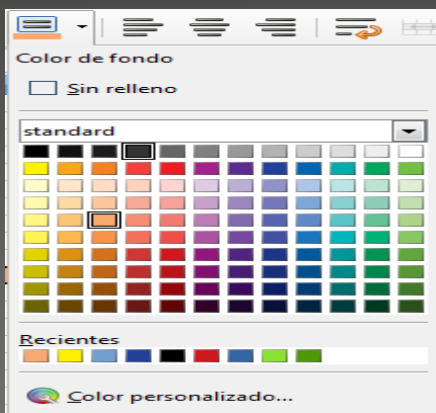 Color de fondo
Sin relleno
standard
Recientes
Color personalizado...